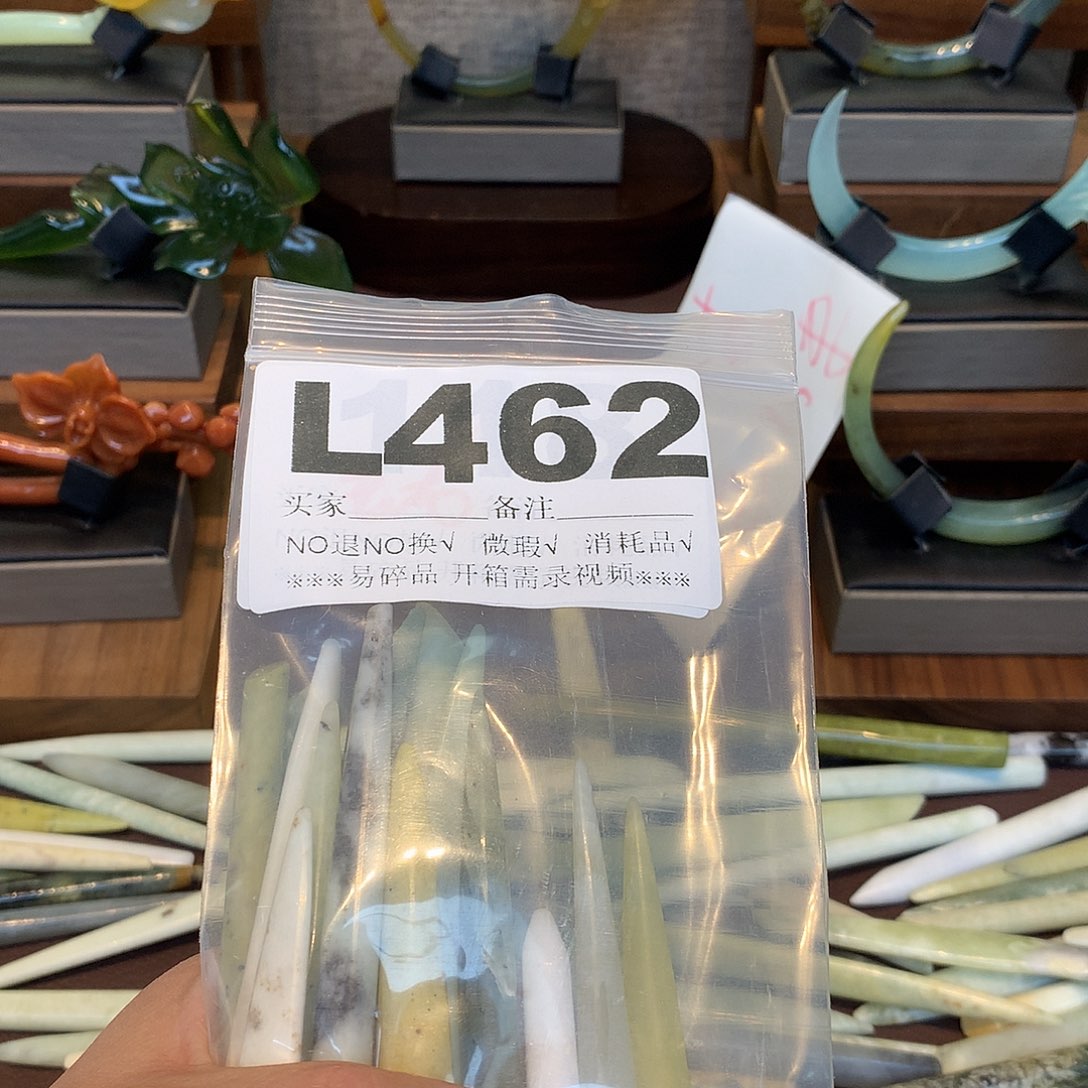 L462
买家________备注________
NO退NO换√ 微瑕√ 消耗品√
※※※易碎品 开箱需录视频※※※